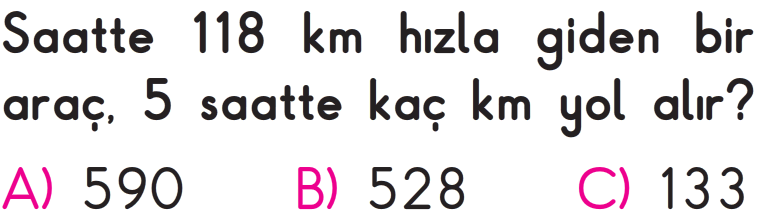 Saatte 118 km hızla giden bir
araç, 5 saatte kaç km yol alır?
A) 590 B) 528 C) 133